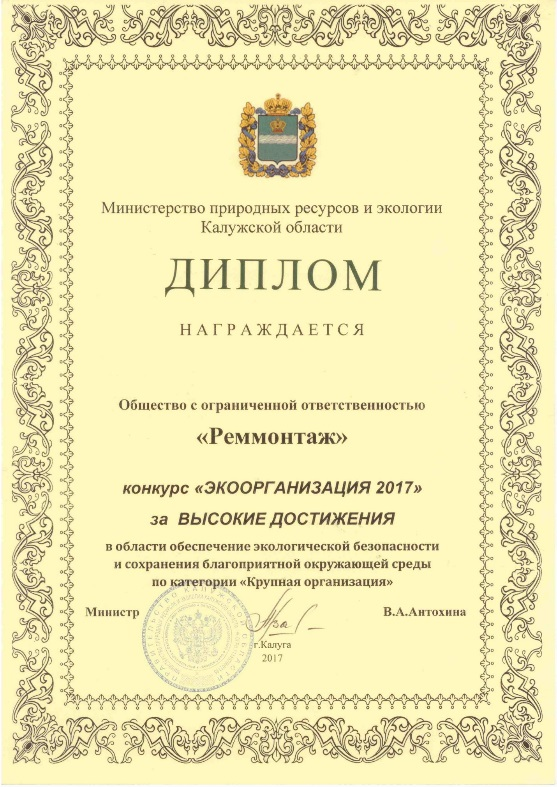 Министерство природных ресурсов и экологии
Калужской области
ДИПЛОМ
НАГРАЖДАЕТСЯ
Общество с ограниченной ответственностью
«Реммонтаж»
конкурс «ЭКООРГАНИЗАЦИЯ 2017»
за ВЫСОКИЕ ДОСТИЖЕНИЯ
в области обеспечение экологической безопасности
и сохранения благоприятной окружающей среды
по категории «Крупная организация»
Министр В.А.Антохина
г.Калуга
2017